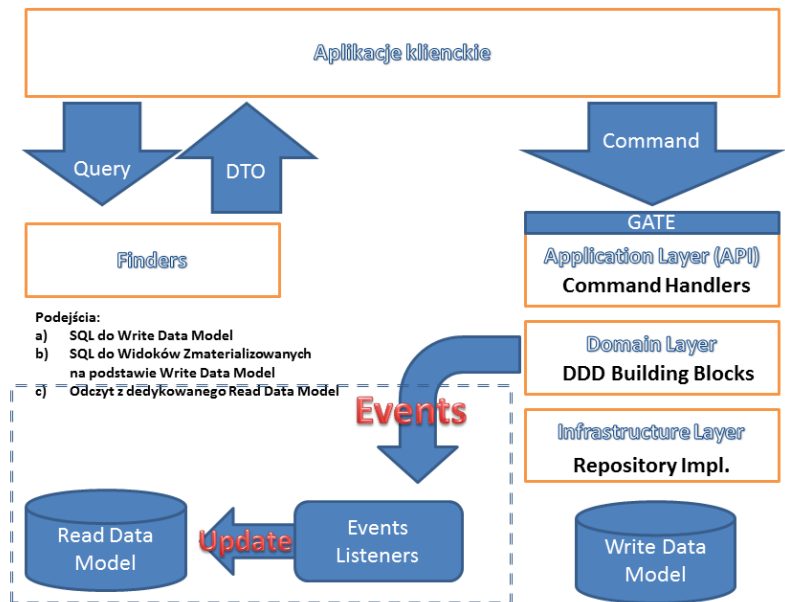 Aplikacje klienckie
Query
DTO
Command
GATE
Finders
Application Layer (API)
Command Handlers
Podejścia:
a) SQL do Write Data Model
b) SQL do Widoków Zmaterializowanych
na podstawie Write Data Model
c) Odczyt z dedykowanego Read Data Model
Domain Layer
DDD Building Blocks
Events
Infrastructure Layer
Repository Impl.
Read Data
Model
Update
Events
Listeners
Write Data
Model